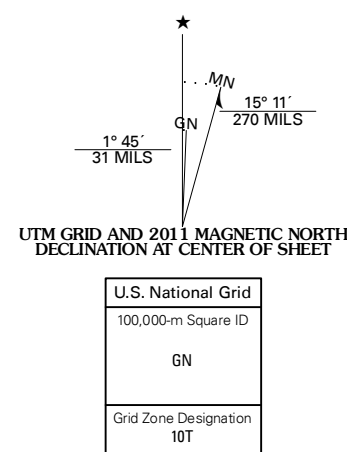 ★
MN
GN
1° 45´
31 MILS
15° 11´
270 MILS
UTM GRID AND 2011 MAGNETIC NORTH
DECLINATION AT CENTER OF SHEET
U.S. National Grid
100,000-m Square ID
GN
Grid Zone Designation
10T